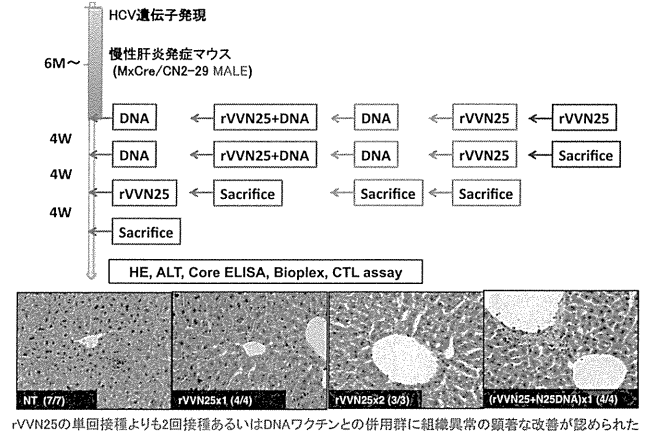 HCV遺伝子発現
6M～
慢性肝炎発症マウス
(MxCre/CN2-29 MALE)
DNA rVVN25+DNA DNA rVVN25 rVVN25
4W
DNA rVVN25+DNA DNA rVVN25 Sacrifice
4W
rVVN25 Sacrifice Sacrifice Sacrifice
4W
Sacrifice
HE, ALT, Core ELISA, Bioplex, CTL assay
NT (7/7) rVVN25x1 (4/4) rVVN25x2 (3/3) (rVVN25+N25DNA)x1 (4/4)
rVVN25の単回接種よりも2回接種あるいはDNAワクチンとの併用群に組織異常の顕著な改善が認められた